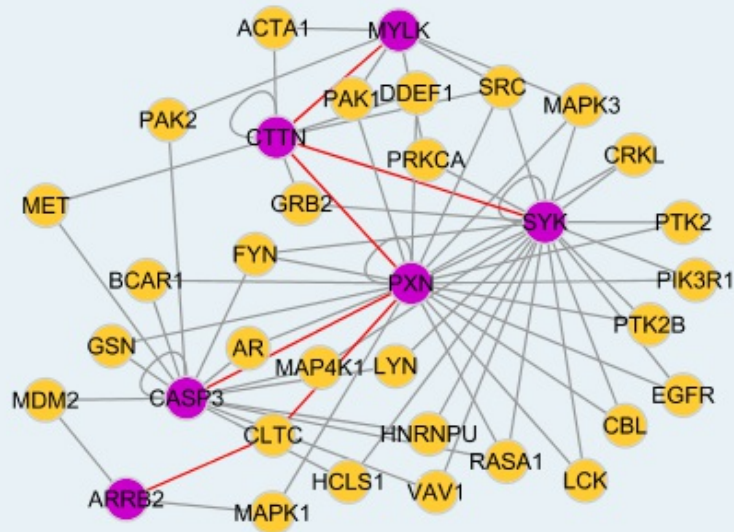 ACTA1
MYLK
PAK1
DDEF1
SRC
MAPK3
PAK2
CTTN
PRKCA
CRKL
MET
GRB2
SYK
PTK2
FYN
BCAR1
PXN
PIK3R1
GSN
AR
MAP4K1
LYN
PTK2B
MDM2
CASP3
EGFR
CLTC
HNRNPU
CBL
ARRB2
MAPK1
HCLS1
VAV1
RASA1
LCK